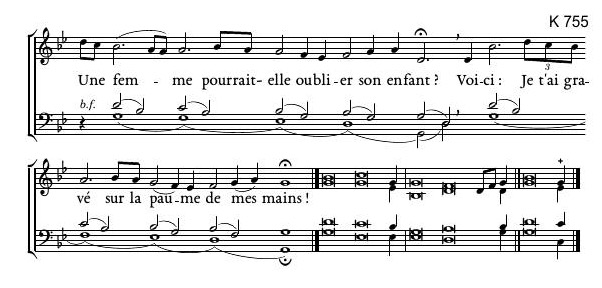 K 755
Une fem - me pourrait- elle oubli-er son enfant ? Voi-ci : Je t'ai gra-
3
b.f.
vé sur la pau-me de mes mains !